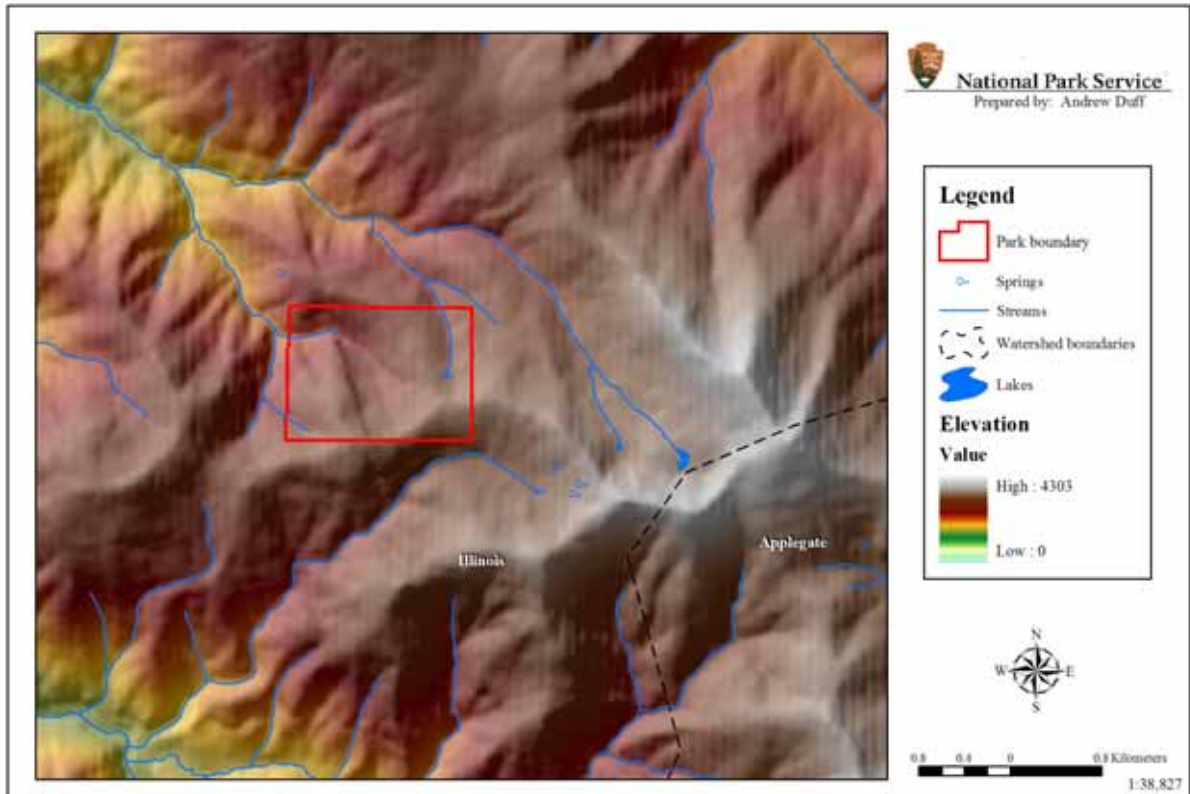 National Park Service
Prepared by: Andrew Duff
Legend
Park boundary
Springs
Streams
Watershed boundaries
Lakes
Elevation
Value
High : 4303
Low : 0
Illinois
Applegate
N
W E
S
0.8 0.4 0 0.8 Kilometers
1:38,827